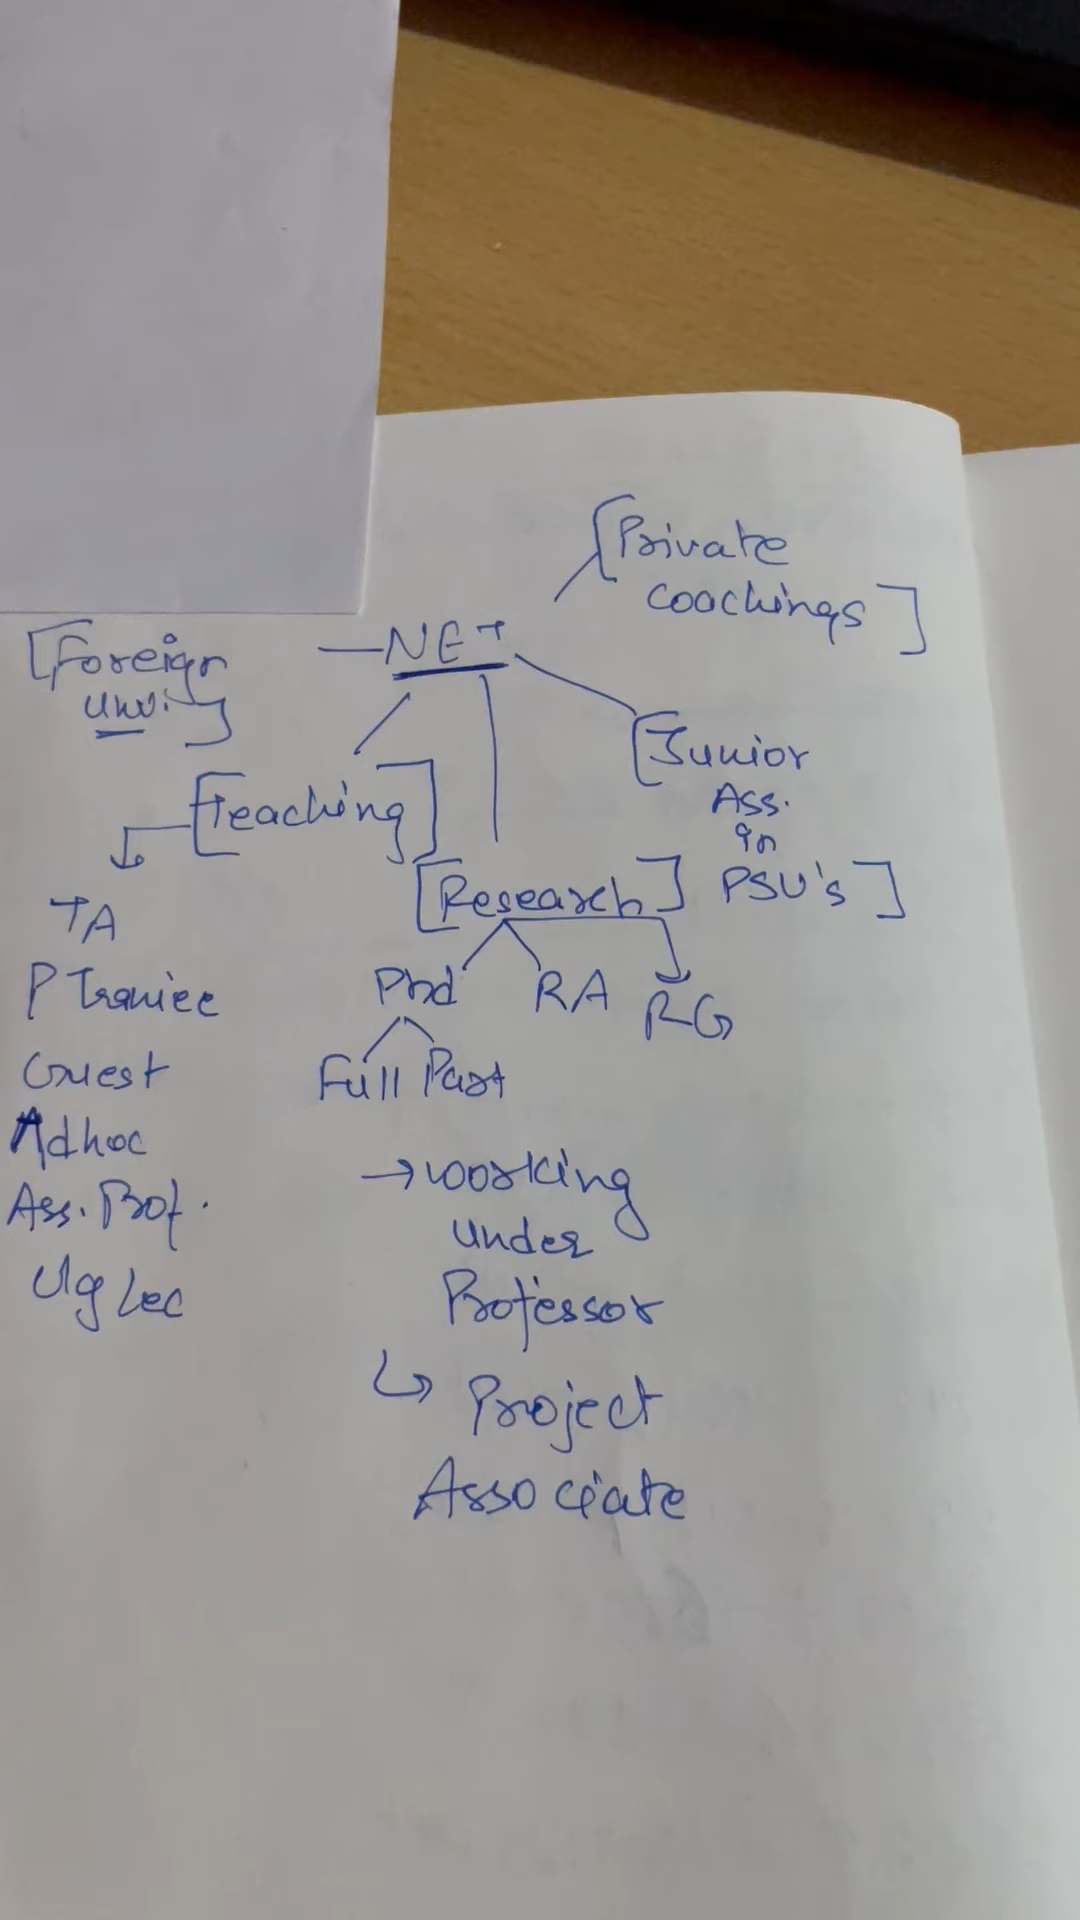 [Private
coachings]
[Foreign
Univ.]
NET
[Junior
Ass.
in
PSU's]
[Teaching]
[Research]
TA
P Traniee
Guest
Adhoc
Ass. Prof.
Ug Lec
Phd RA RG
Full Part
→ working
under
Professor
↳ Project
Associate